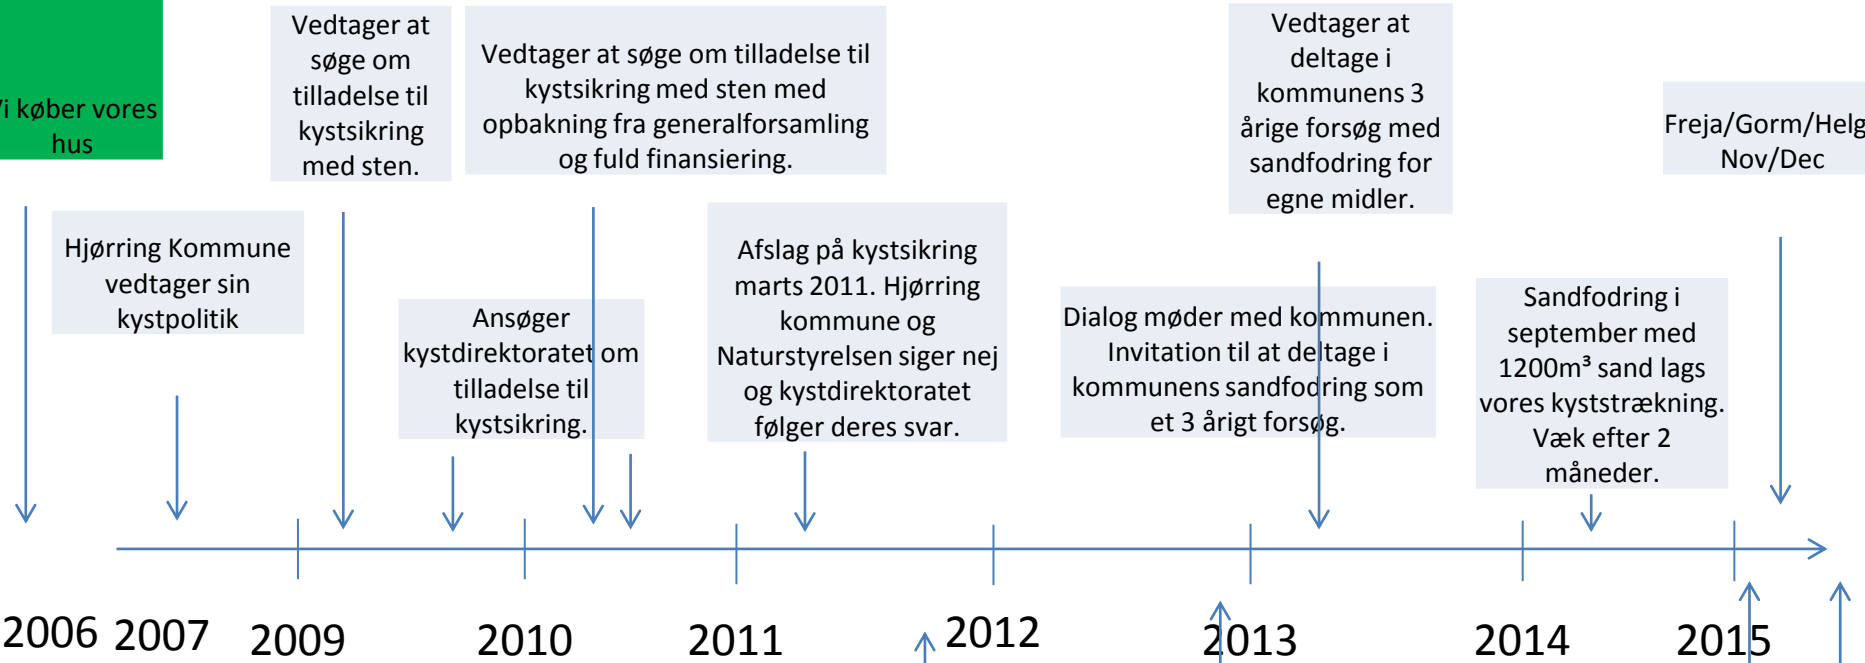 Vi køber vores
hus
Hjørring Kommune
vedtager sin
kystpolitik
Vedtager at
søge om
tilladelse til
kystsikring
med sten.
Ansøger
kystdirektoratet om
tilladelse til
kystsikring.
Vedtager at søge om tilladelse til
kystsikring med sten med
opbakning fra generalforsamling
og fuld finansiering.
Afslag på kystsikring
marts 2011. Hjørring
kommune og
Naturstyrelsen siger nej
og kystdirektoratet
følger deres svar.
Dialog møder med kommunen.
Invitation til at deltage i
kommunens sandfodring som
et 3 årigt forsøg.
Vedtager at
deltage i
kommunens 3
årige forsøg med
sandfodring for
egne midler.
Sandfodring i
september med
1200m³ sand lags
vores kyststrækning.
Væk efter 2
måneder.
Freja/Gorm/Helg
Nov/Dec
2006 2007 2009 2010 2011 2012 2013 2014 2015